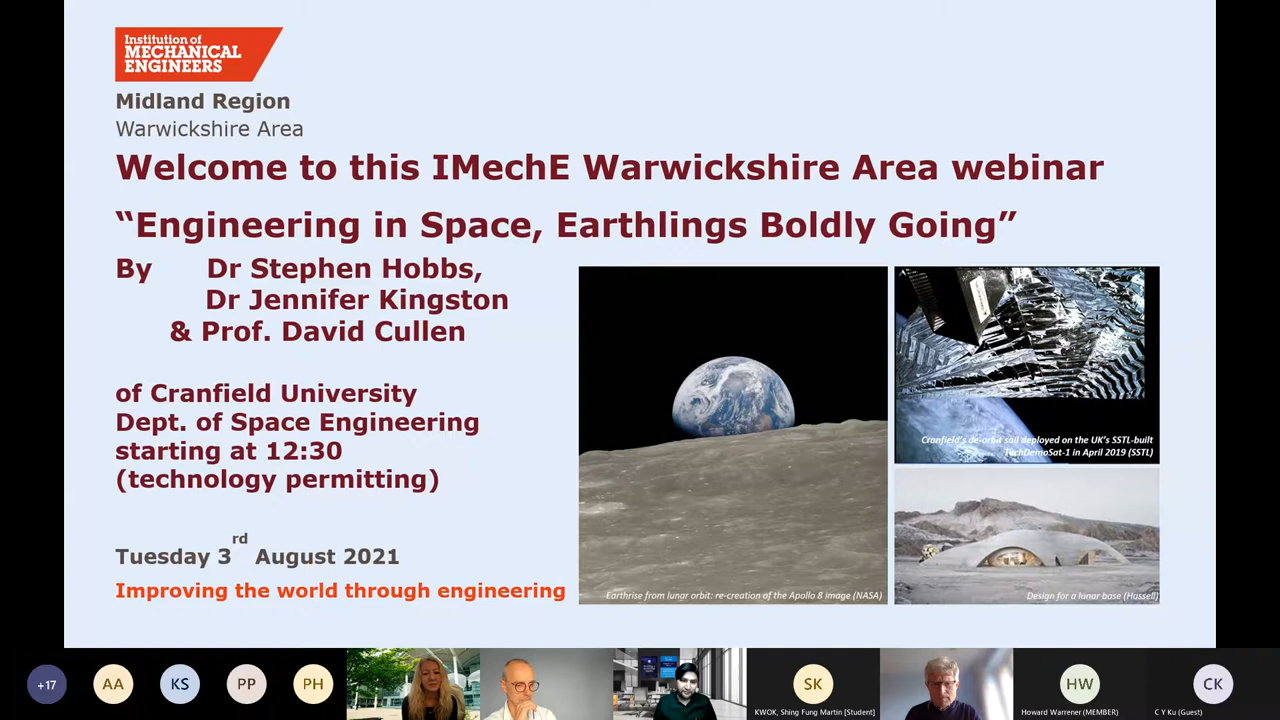 Institution of
MECHANICAL
ENGINEERS
Midland Region
Warwickshire Area
Welcome to this IMechE Warwickshire Area webinar
“Engineering in Space, Earthlings Boldly Going”
By Dr Stephen Hobbs,
Dr Jennifer Kingston
& Prof. David Cullen
of Cranfield University
Dept. of Space Engineering
starting at 12:30
(technology permitting)
Tuesday 3rd August 2021
Improving the world through engineering
Earthrise from lunar orbit: re-creation of the Apollo 8 image (NASA)
Cranfield's de-orbit sail deployed on the UK's SSTL-built
TechDemoSat-1 in April 2019 (SSTL)
Design for a lunar base (Hassell)
+17
AA
KS
PP
PH
SK
KWOK, Shing Fung Martin [Student]
HW
Howard Warrener (MEMBER)
CK
C Y Ku (Guest)